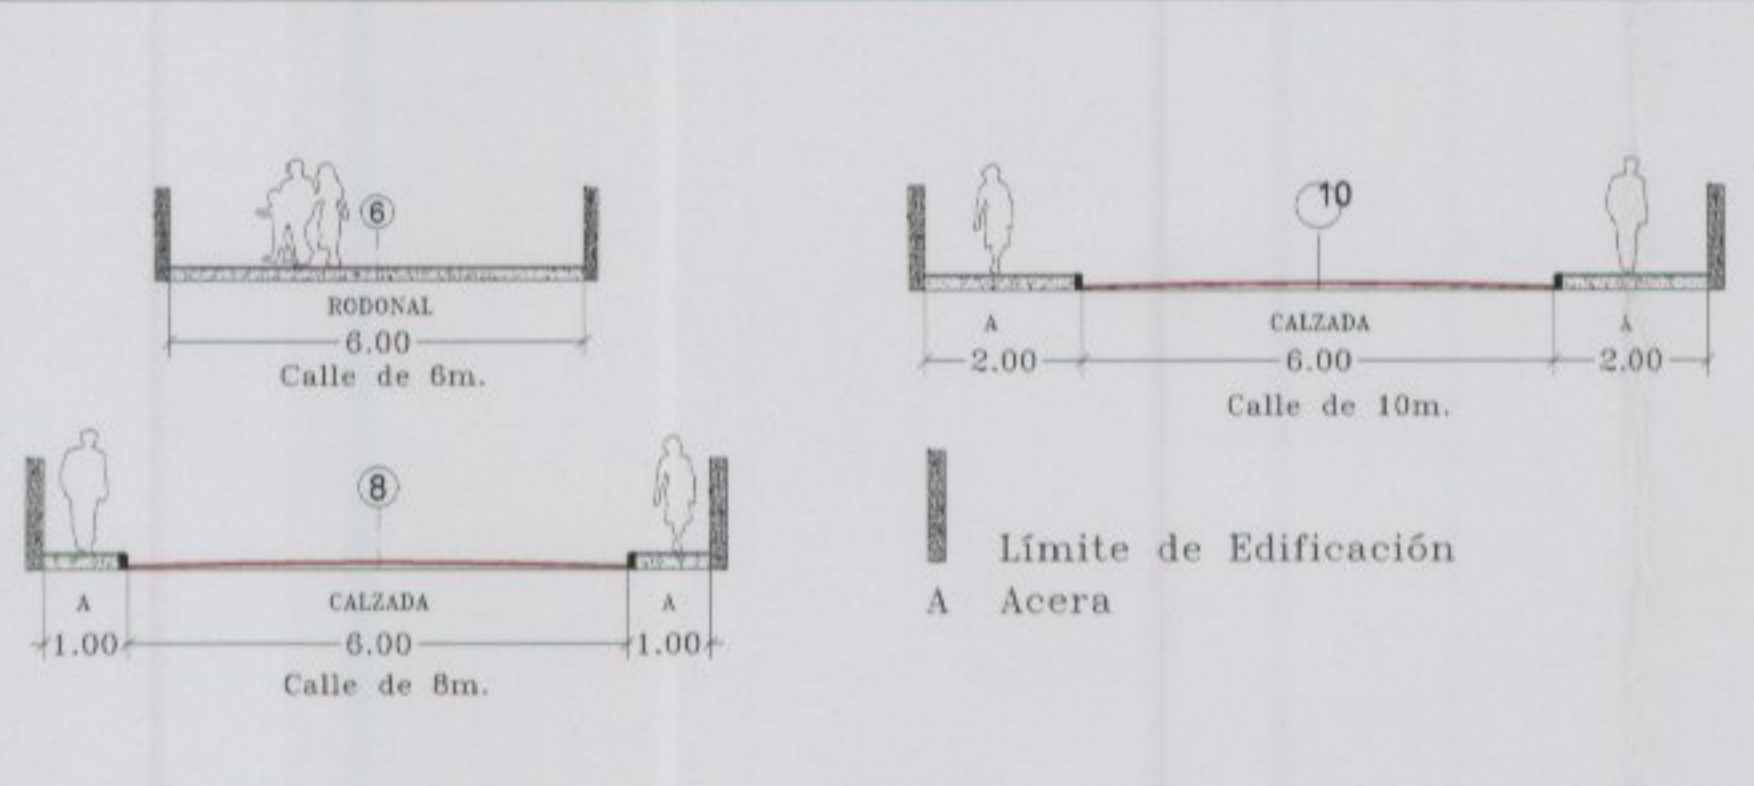 6
RODONAL
6.00
Calle de 6m.
10
A CALZADA A
2.00 6.00 2.00
Calle de 10m.
8
A CALZADA A
1.00 6.00 1.00
Calle de 8m.
Límite de Edificación
A Acera